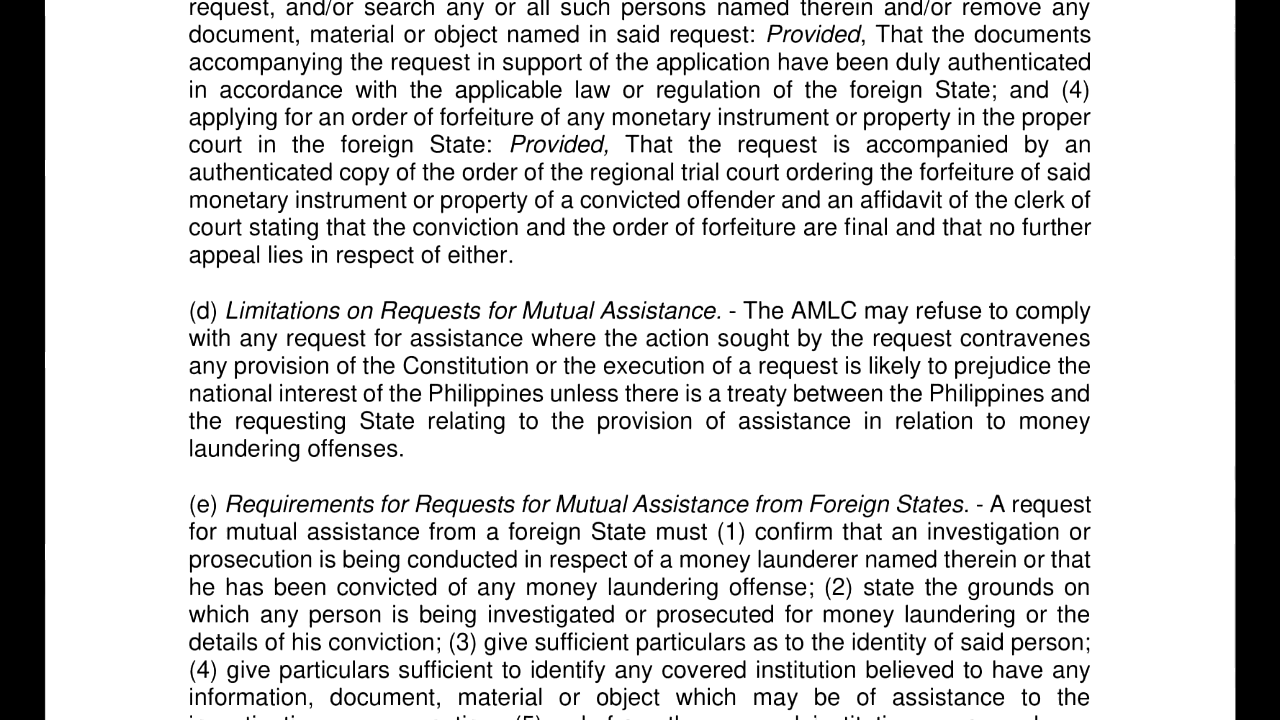 request, and/or search any or all such persons named therein and/or remove any
document, material or object named in said request: Provided, That the documents
accompanying the request in support of the application have been duly authenticated
in accordance with the applicable law or regulation of the foreign State; and (4)
applying for an order of forfeiture of any monetary instrument or property in the proper
court in the foreign State: Provided, That the request is accompanied by an
authenticated copy of the order of the regional trial court ordering the forfeiture of said
monetary instrument or property of a convicted offender and an affidavit of the clerk of
court stating that the conviction and the order of forfeiture are final and that no further
appeal lies in respect of either.
(d) Limitations on Requests for Mutual Assistance. - The AMLC may refuse to comply
with any request for assistance where the action sought by the request contravenes
any provision of the Constitution or the execution of a request is likely to prejudice the
national interest of the Philippines unless there is a treaty between the Philippines and
the requesting State relating to the provision of assistance in relation to money
laundering offenses.
(e) Requirements for Requests for Mutual Assistance from Foreign States. - A request
for mutual assistance from a foreign State must (1) confirm that an investigation or
prosecution is being conducted in respect of a money launderer named therein or that
he has been convicted of any money laundering offense; (2) state the grounds on
which any person is being investigated or prosecuted for money laundering or the
details of his conviction; (3) give sufficient particulars as to the identity of said person;
(4) give particulars sufficient to identify any covered institution believed to have any
information, document, material or object which may be of assistance to the